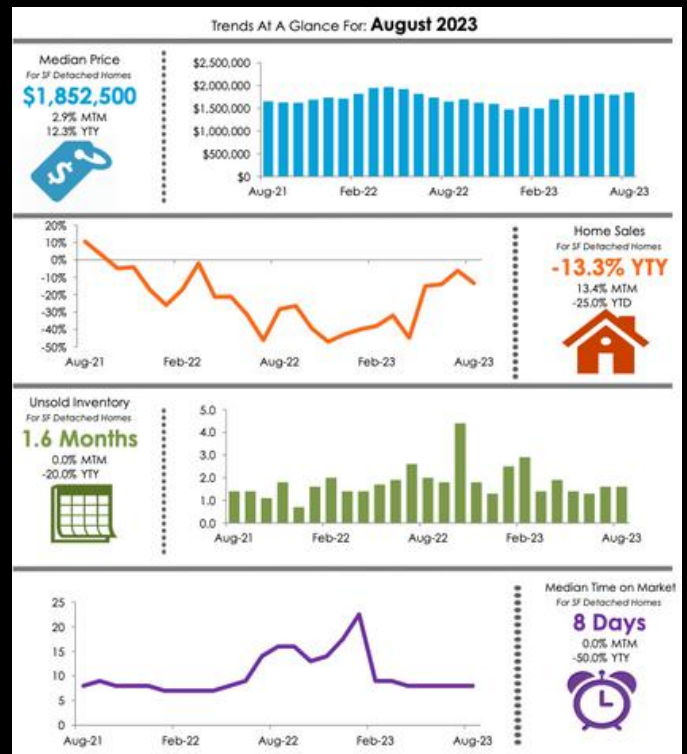 Trends At A Glance For: August 2023
Median Price
For SF Detached Homes
$1,852,500
2.9% MTM
12.3% YTY
$
$2,500,000
$2,000,000
$1,500,000
$1,000,000
$500,000
$0
Aug-21 Feb-22 Aug-22 Feb-23 Aug-23
20%
10%
0%
-10%
-20%
-30%
-40%
-50%
Aug-21 Feb-22 Aug-22 Feb-23 Aug-23
Home Sales
For SF Detached Homes
-13.3% YTY
13.4% MTM
-25.0% YTD
Unsold Inventory
For SF Detached Homes
1.6 Months
0.0% MTM
-20.0% YTY
5.0
4.0
3.0
2.0
1.0
0.0
Aug-21 Feb-22 Aug-22 Feb-23 Aug-23
25
20
15
10
5
0
Aug-21 Feb-22 Aug-22 Feb-23 Aug-23
Median Time on Market
For SF Detached Homes
8 Days
0.0% MTM
-50.0% YTY